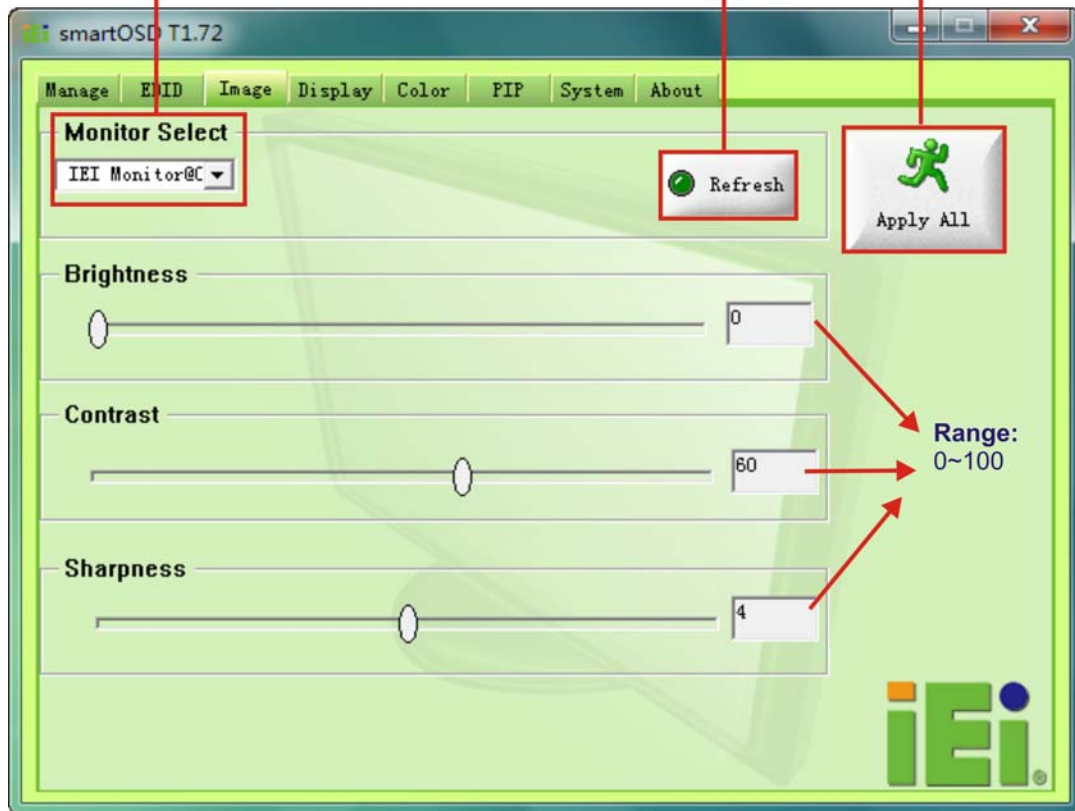 smartOSD T1.72
Manage EDID Image Display Color PIP System About
Monitor Select
IEI Monitor@C
Refresh
Apply All
Brightness
0
Contrast
60
Range:
0~100
Sharpness
4
iEi®